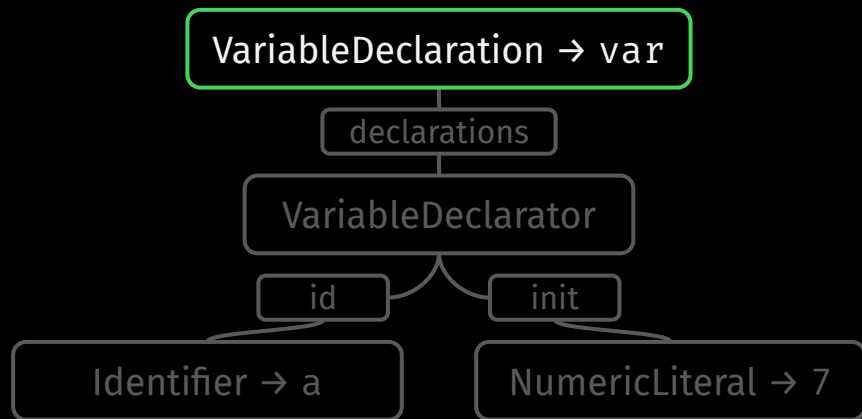 VariableDeclaration → var
declarations
VariableDeclarator
id
init
Identifier → a
NumericLiteral → 7